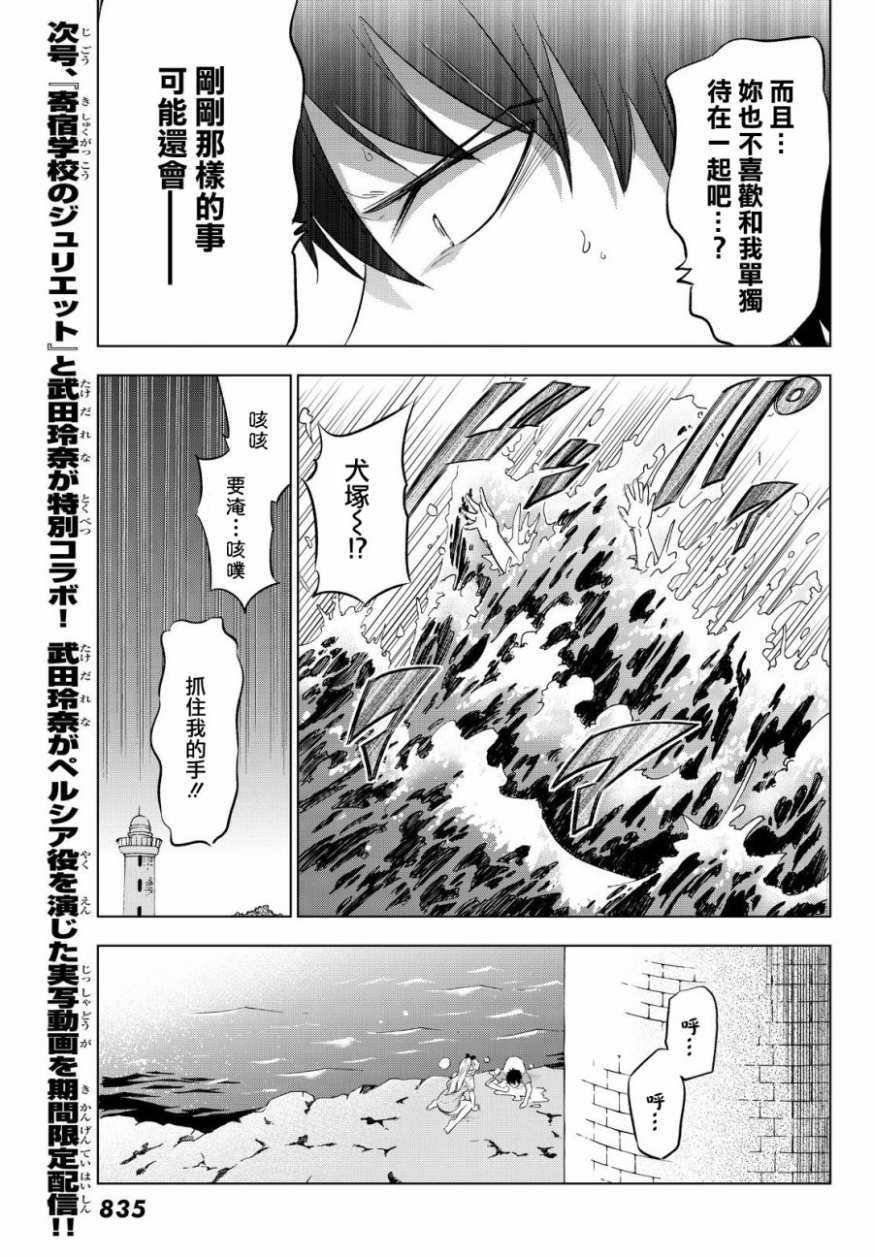 而且…
妳也不喜歡和我單獨
待在一起吧…?
剛剛那樣的事
可能還會——
犬塚~!?
咳咳
要淹…咳噗
抓住我的手!!
呼…
呼…
次号、『寄宿学校のジュリエット』と武田玲奈が特別コラボ! 武田玲奈がペルシア役を演じた実写動画を期間限定配信!!
835